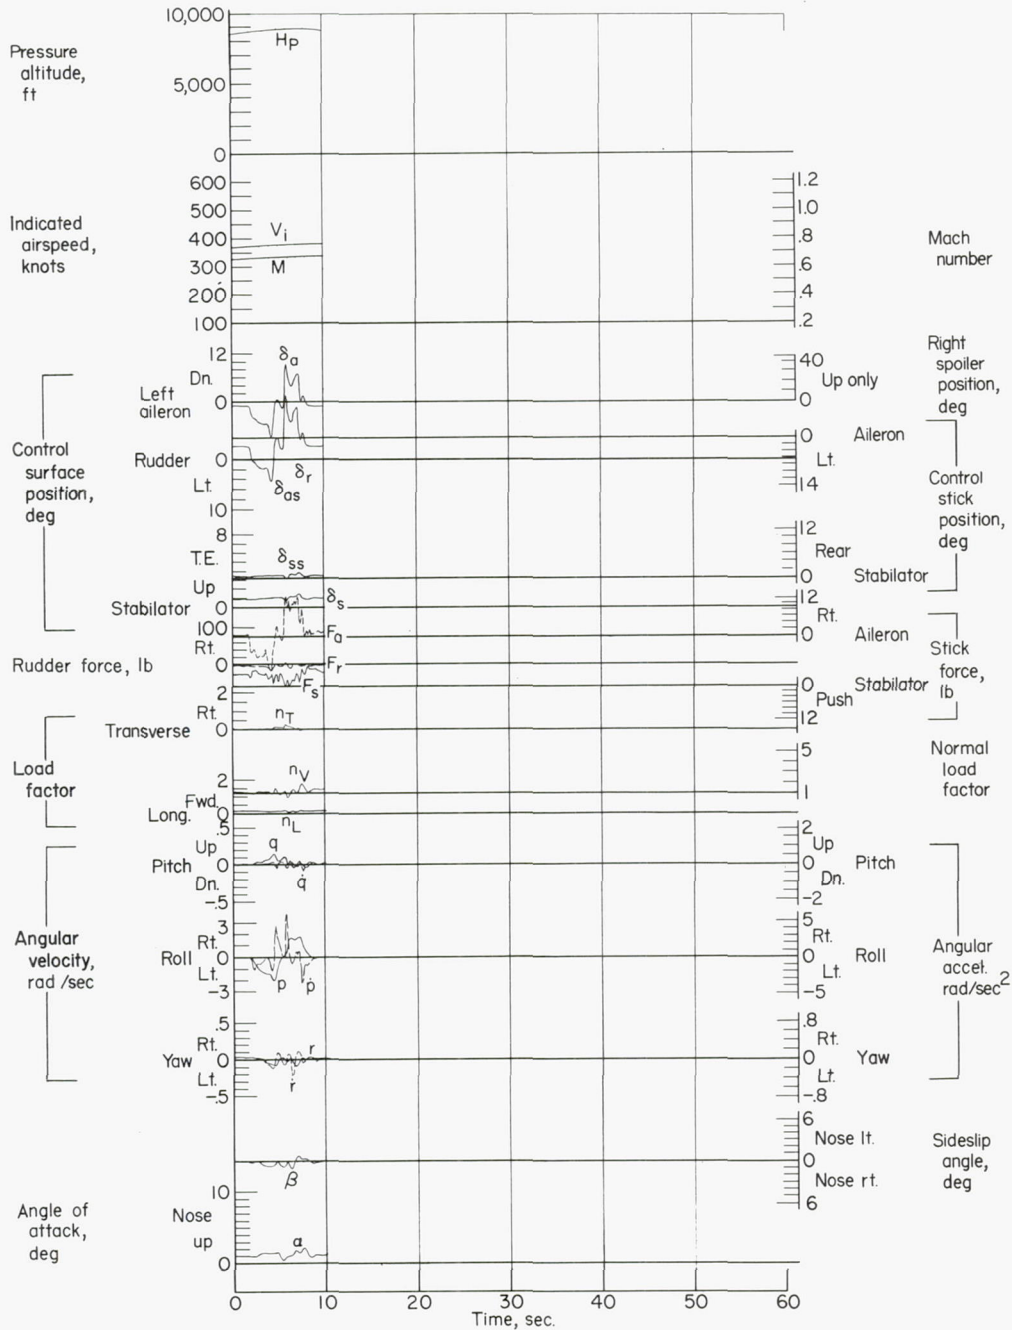 10,000
Hp
Pressure
altitude,
ft
5,000
0
600
1.2
500
1.0
Indicated
airspeed,
knots
Vi
400
.8
Mach
number
M
300
.6
200
.4
100
.2
Right
spoiler
position,
deg
12
δa
40
Dn.
Up only
Left
aileron
0
0
0
Aileron
Control
surface
position,
deg
Rudder
0
Lt.
δr
Lt.
δas
14
Control
stick
position,
deg
10
8
12
T.E.
δss
Rear
Up
0
Stabilator
Stabilator
0
δs
12
Rt.
100
Fa
0
Aileron
Rt.
Stick
force,
lb
Rudder force, lb
0
Fr
Fs
0
Stabilator
2
Push
Rt.
nT
12
Transverse
0
Load
factor
5
Normal
load
factor
nV
2
1
Fwd.
Long.
0
nL
.5
2
Up
q
Up
Pitch
0
0
Pitch
Dn.
q̇
Dn.
-.5
-2
3
5
Angular
velocity,
rad/sec
Rt.
Rt.
Roll
0
0
Roll
Angular
accel.
rad/sec2
Lt.
p
ṗ
Lt.
-3
-5
.5
.8
Rt.
r
Rt.
Yaw
0
0
Yaw
Lt.
ṙ
Lt.
-.5
-.8
6
Nose lt.
Sideslip
angle,
deg
0
β
Nose rt.
6
Angle of
attack,
deg
10
Nose
up
α
0
0 10 20 30 40 50 60
Time, sec.